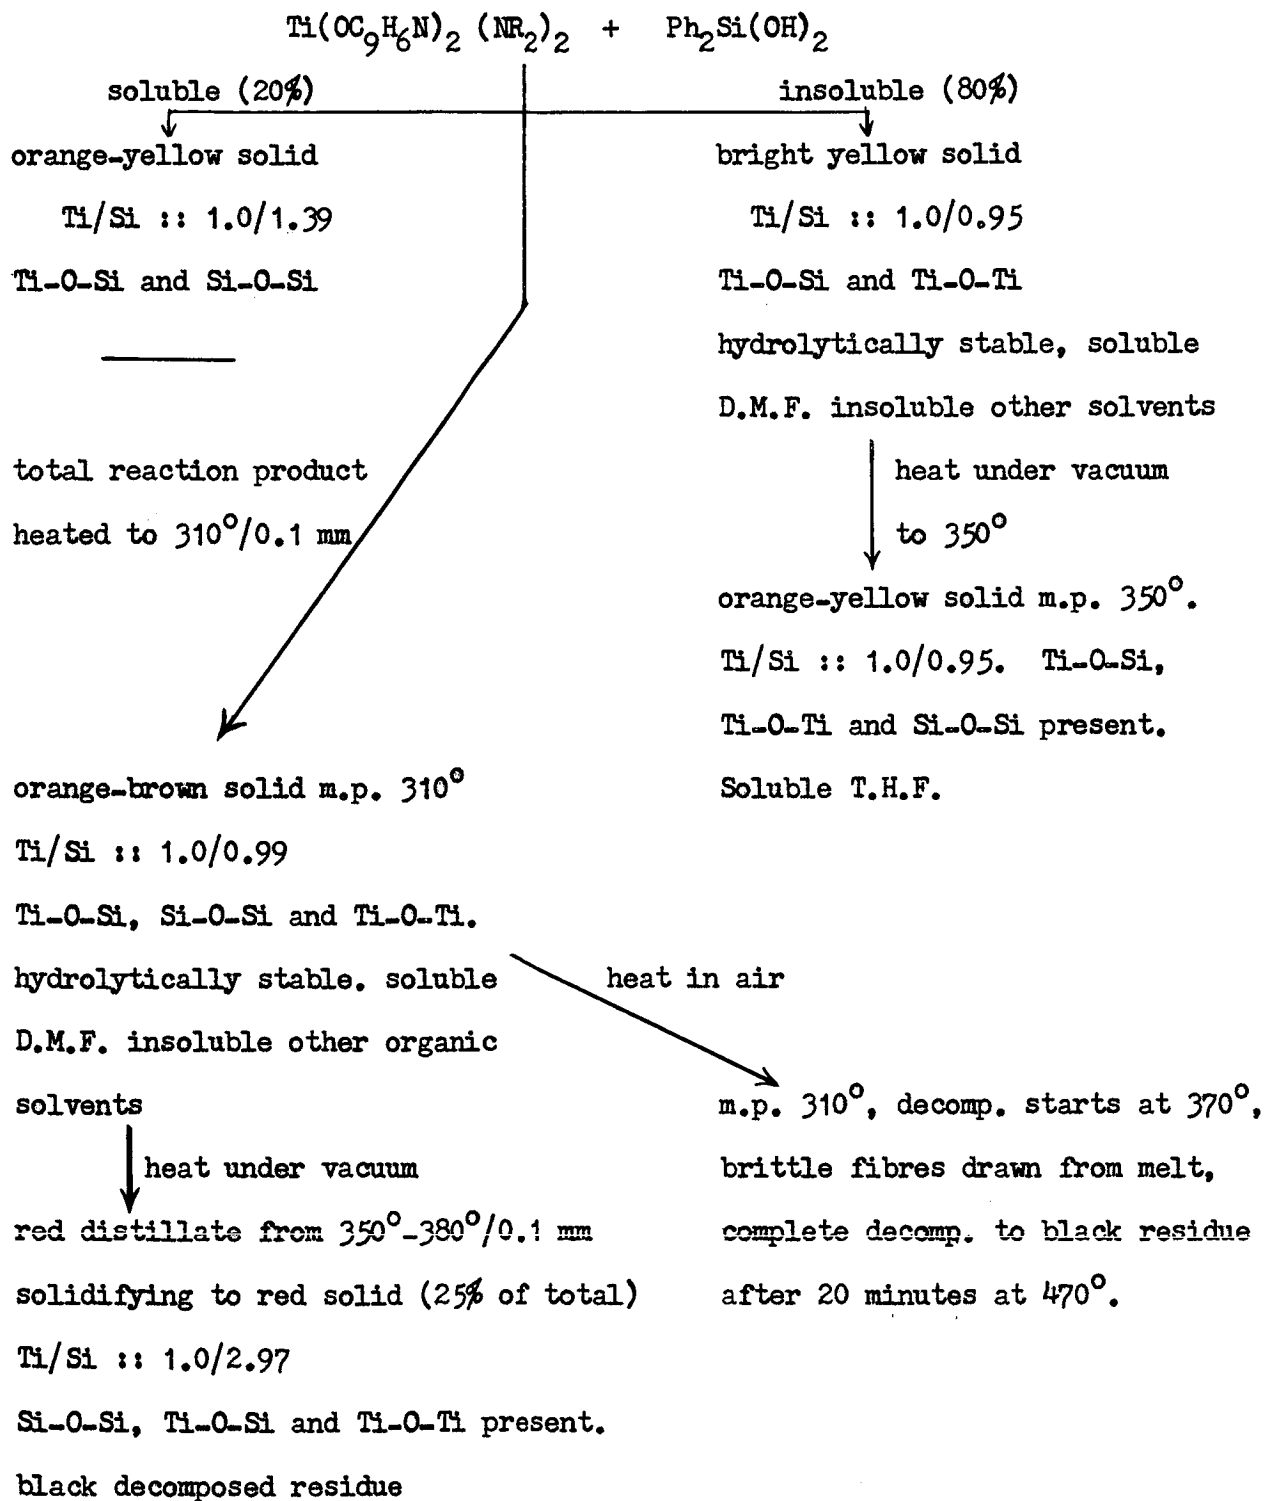 Ti(OC9H6N)2 (NR2)2 + Ph2Si(OH)2
soluble (20%)
insoluble (80%)
orange-yellow solid
Ti/Si :: 1.0/1.39
Ti-O-Si and Si-O-Si
bright yellow solid
Ti/Si :: 1.0/0.95
Ti-O-Si and Ti-O-Ti
hydrolytically stable, soluble
D.M.F. insoluble other solvents
heat under vacuum
to 350°
orange-yellow solid m.p. 350°.
Ti/Si :: 1.0/0.95. Ti-O-Si,
Ti-O-Ti and Si-O-Si present.
Soluble T.H.F.
total reaction product
heated to 310°/0.1 mm
orange-brown solid m.p. 310°
Ti/Si :: 1.0/0.99
Ti-O-Si, Si-O-Si and Ti-O-Ti.
hydrolytically stable. soluble
D.M.F. insoluble other organic
solvents
heat in air
m.p. 310°, decomp. starts at 370°,
brittle fibres drawn from melt,
complete decomp. to black residue
after 20 minutes at 470°.
heat under vacuum
red distillate from 350°-380°/0.1 mm
solidifying to red solid (25% of total)
Ti/Si :: 1.0/2.97
Si-O-Si, Ti-O-Si and Ti-O-Ti present.
black decomposed residue